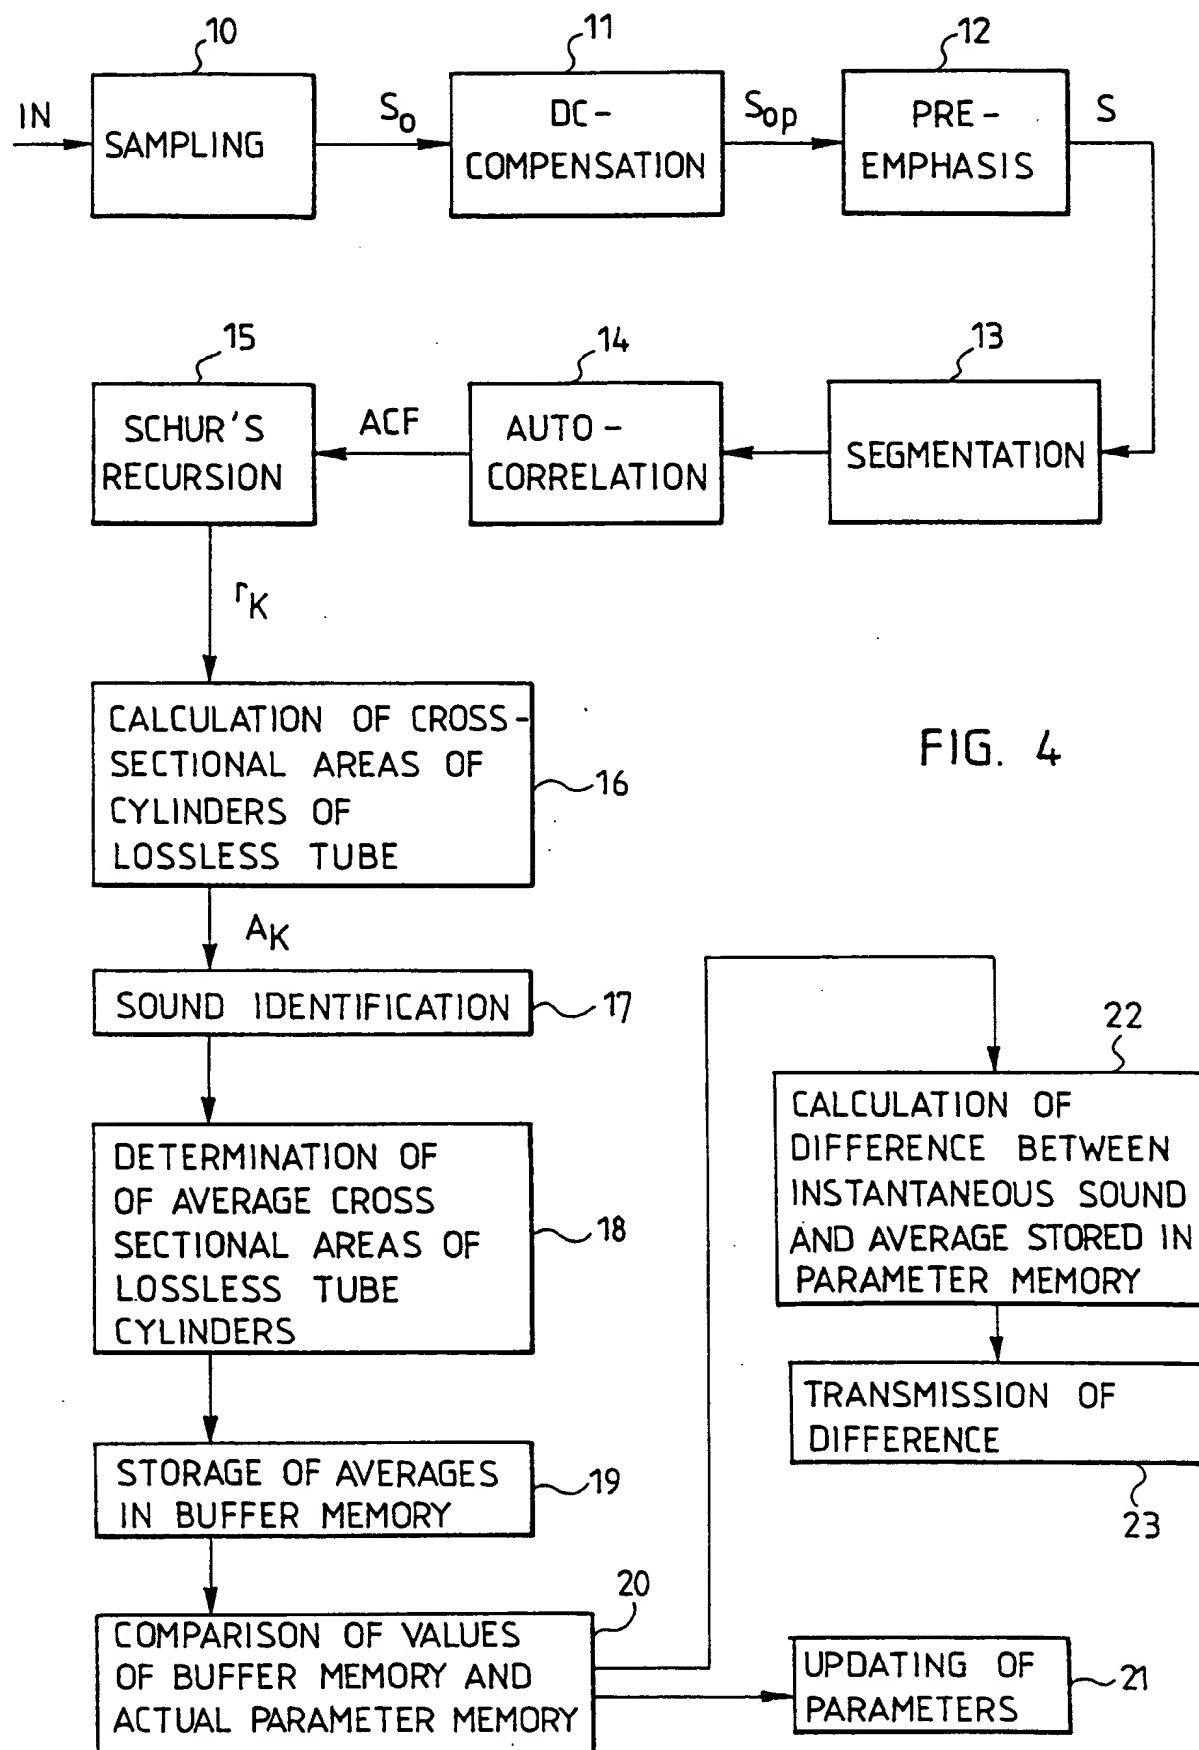 10
11
12
IN
SAMPLING
So
DC-
COMPENSATION
Sop
PRE-
EMPHASIS
S
15
14
13
SCHUR'S
RECURSION
ACF
AUTO-
CORRELATION
SEGMENTATION
rK
CALCULATION OF CROSS-
SECTIONAL AREAS OF
CYLINDERS OF
LOSSLESS TUBE
16
FIG. 4
AK
SOUND IDENTIFICATION
17
DETERMINATION OF
OF AVERAGE CROSS
SECTIONAL AREAS OF
LOSSLESS TUBE
CYLINDERS
18
22
CALCULATION OF
DIFFERENCE BETWEEN
INSTANTANEOUS SOUND
AND AVERAGE STORED IN
PARAMETER MEMORY
TRANSMISSION OF
DIFFERENCE
23
STORAGE OF AVERAGES
IN BUFFER MEMORY
19
20
COMPARISON OF VALUES
OF BUFFER MEMORY AND
ACTUAL PARAMETER MEMORY
UPDATING OF
PARAMETERS
21